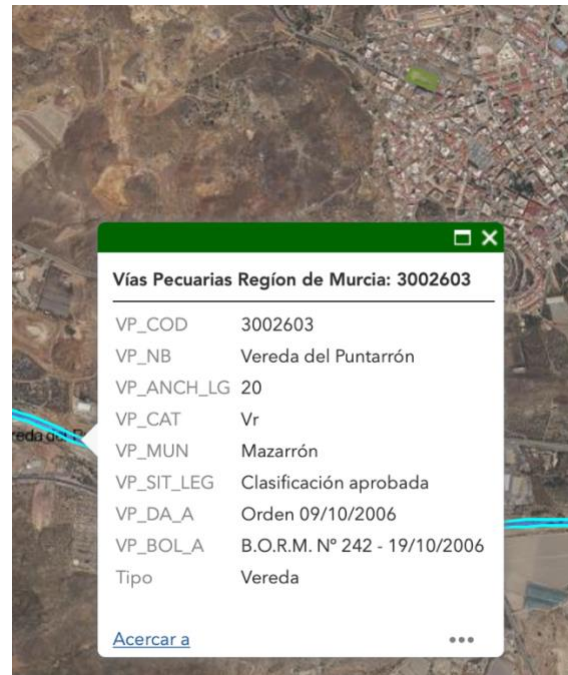 Vías Pecuarias Regíon de Murcia: 3002603
VP_COD 3002603
VP_NB Vereda del Puntarrón
VP_ANCH_LG 20
VP_CAT Vr
VP_MUN Mazarrón
VP_SIT_LEG Clasificación aprobada
VP_DA_A Orden 09/10/2006
VP_BOL_A B.O.R.M. Nº 242 - 19/10/2006
Tipo Vereda
Acercar a